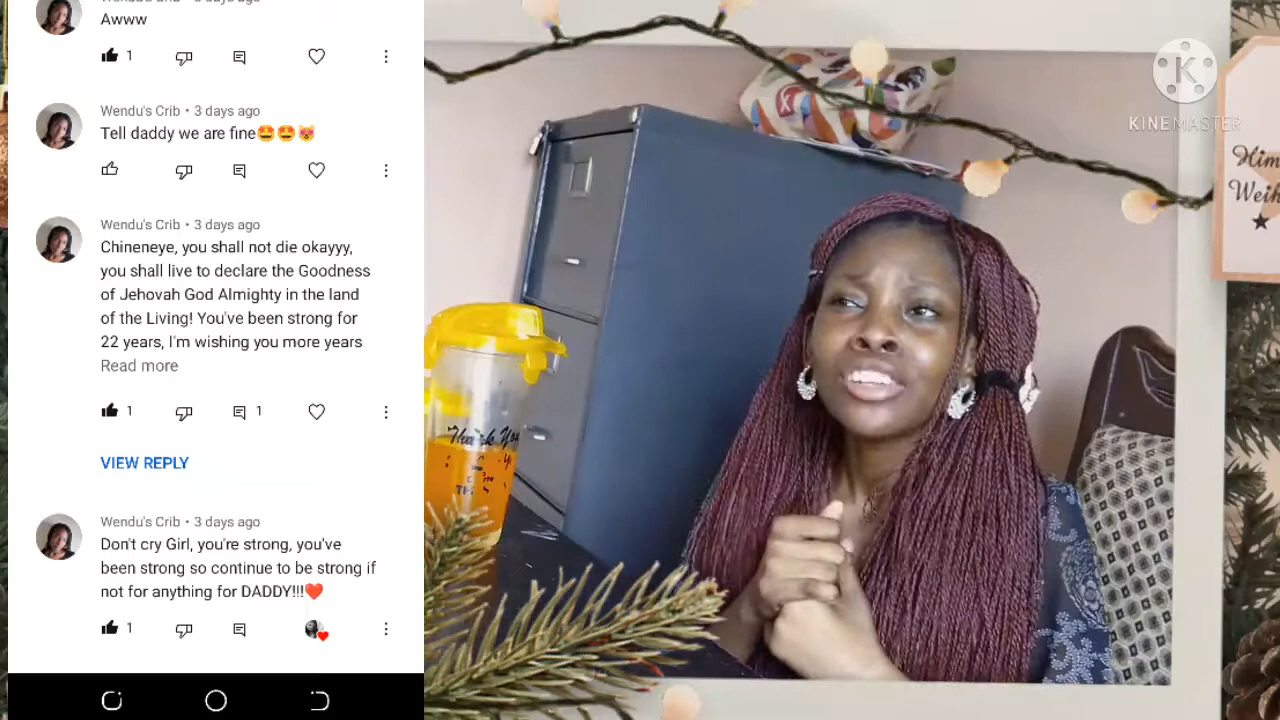 Awww
1
Wendu's Crib • 3 days ago
Tell daddy we are fine🤩🤩😻
Wendu's Crib • 3 days ago
Chineneye, you shall not die okayyy,
you shall live to declare the Goodness
of Jehovah God Almighty in the land
of the Living! You've been strong for
22 years, I'm wishing you more years
Read more
1
1
VIEW REPLY
Wendu's Crib • 3 days ago
Don't cry Girl, you're strong, you've
been strong so continue to be strong if
not for anything for DADDY!!!❤️
1
Thank You
K
KINEMASTER